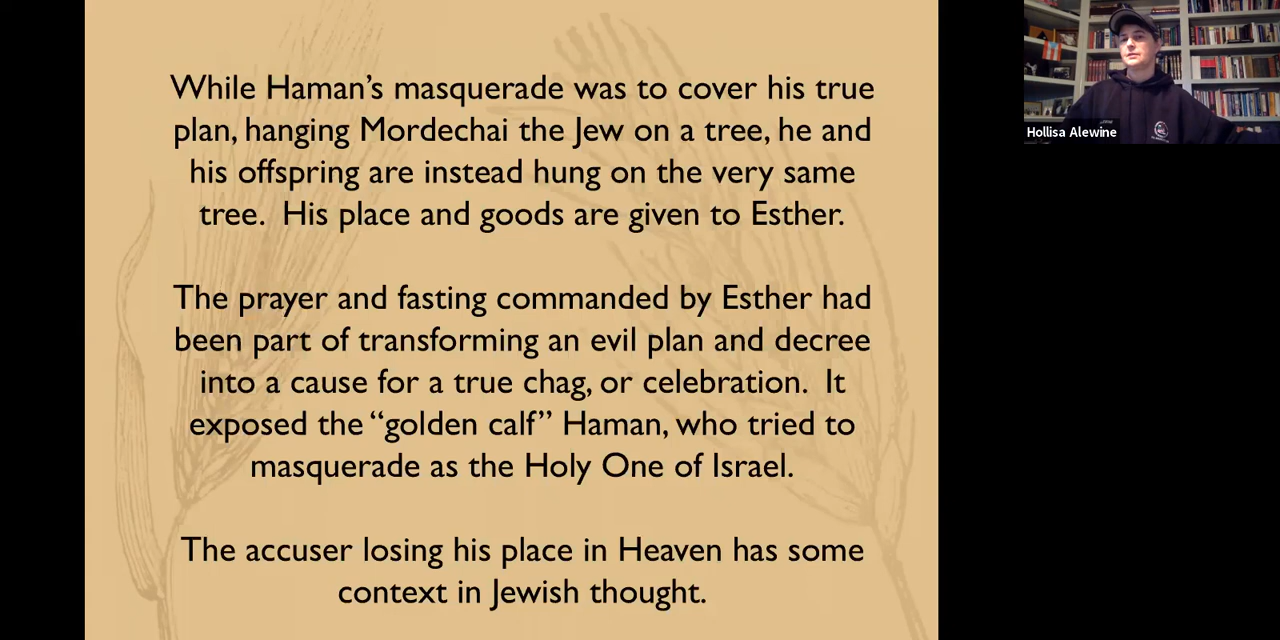 While Haman’s masquerade was to cover his true
plan, hanging Mordechai the Jew on a tree, he and
his offspring are instead hung on the very same
tree.  His place and goods are given to Esther.
The prayer and fasting commanded by Esther had
been part of transforming an evil plan and decree
into a cause for a true chag, or celebration.  It
exposed the “golden calf” Haman, who tried to
masquerade as the Holy One of Israel.
The accuser losing his place in Heaven has some
context in Jewish thought.
Hollisa Alewine